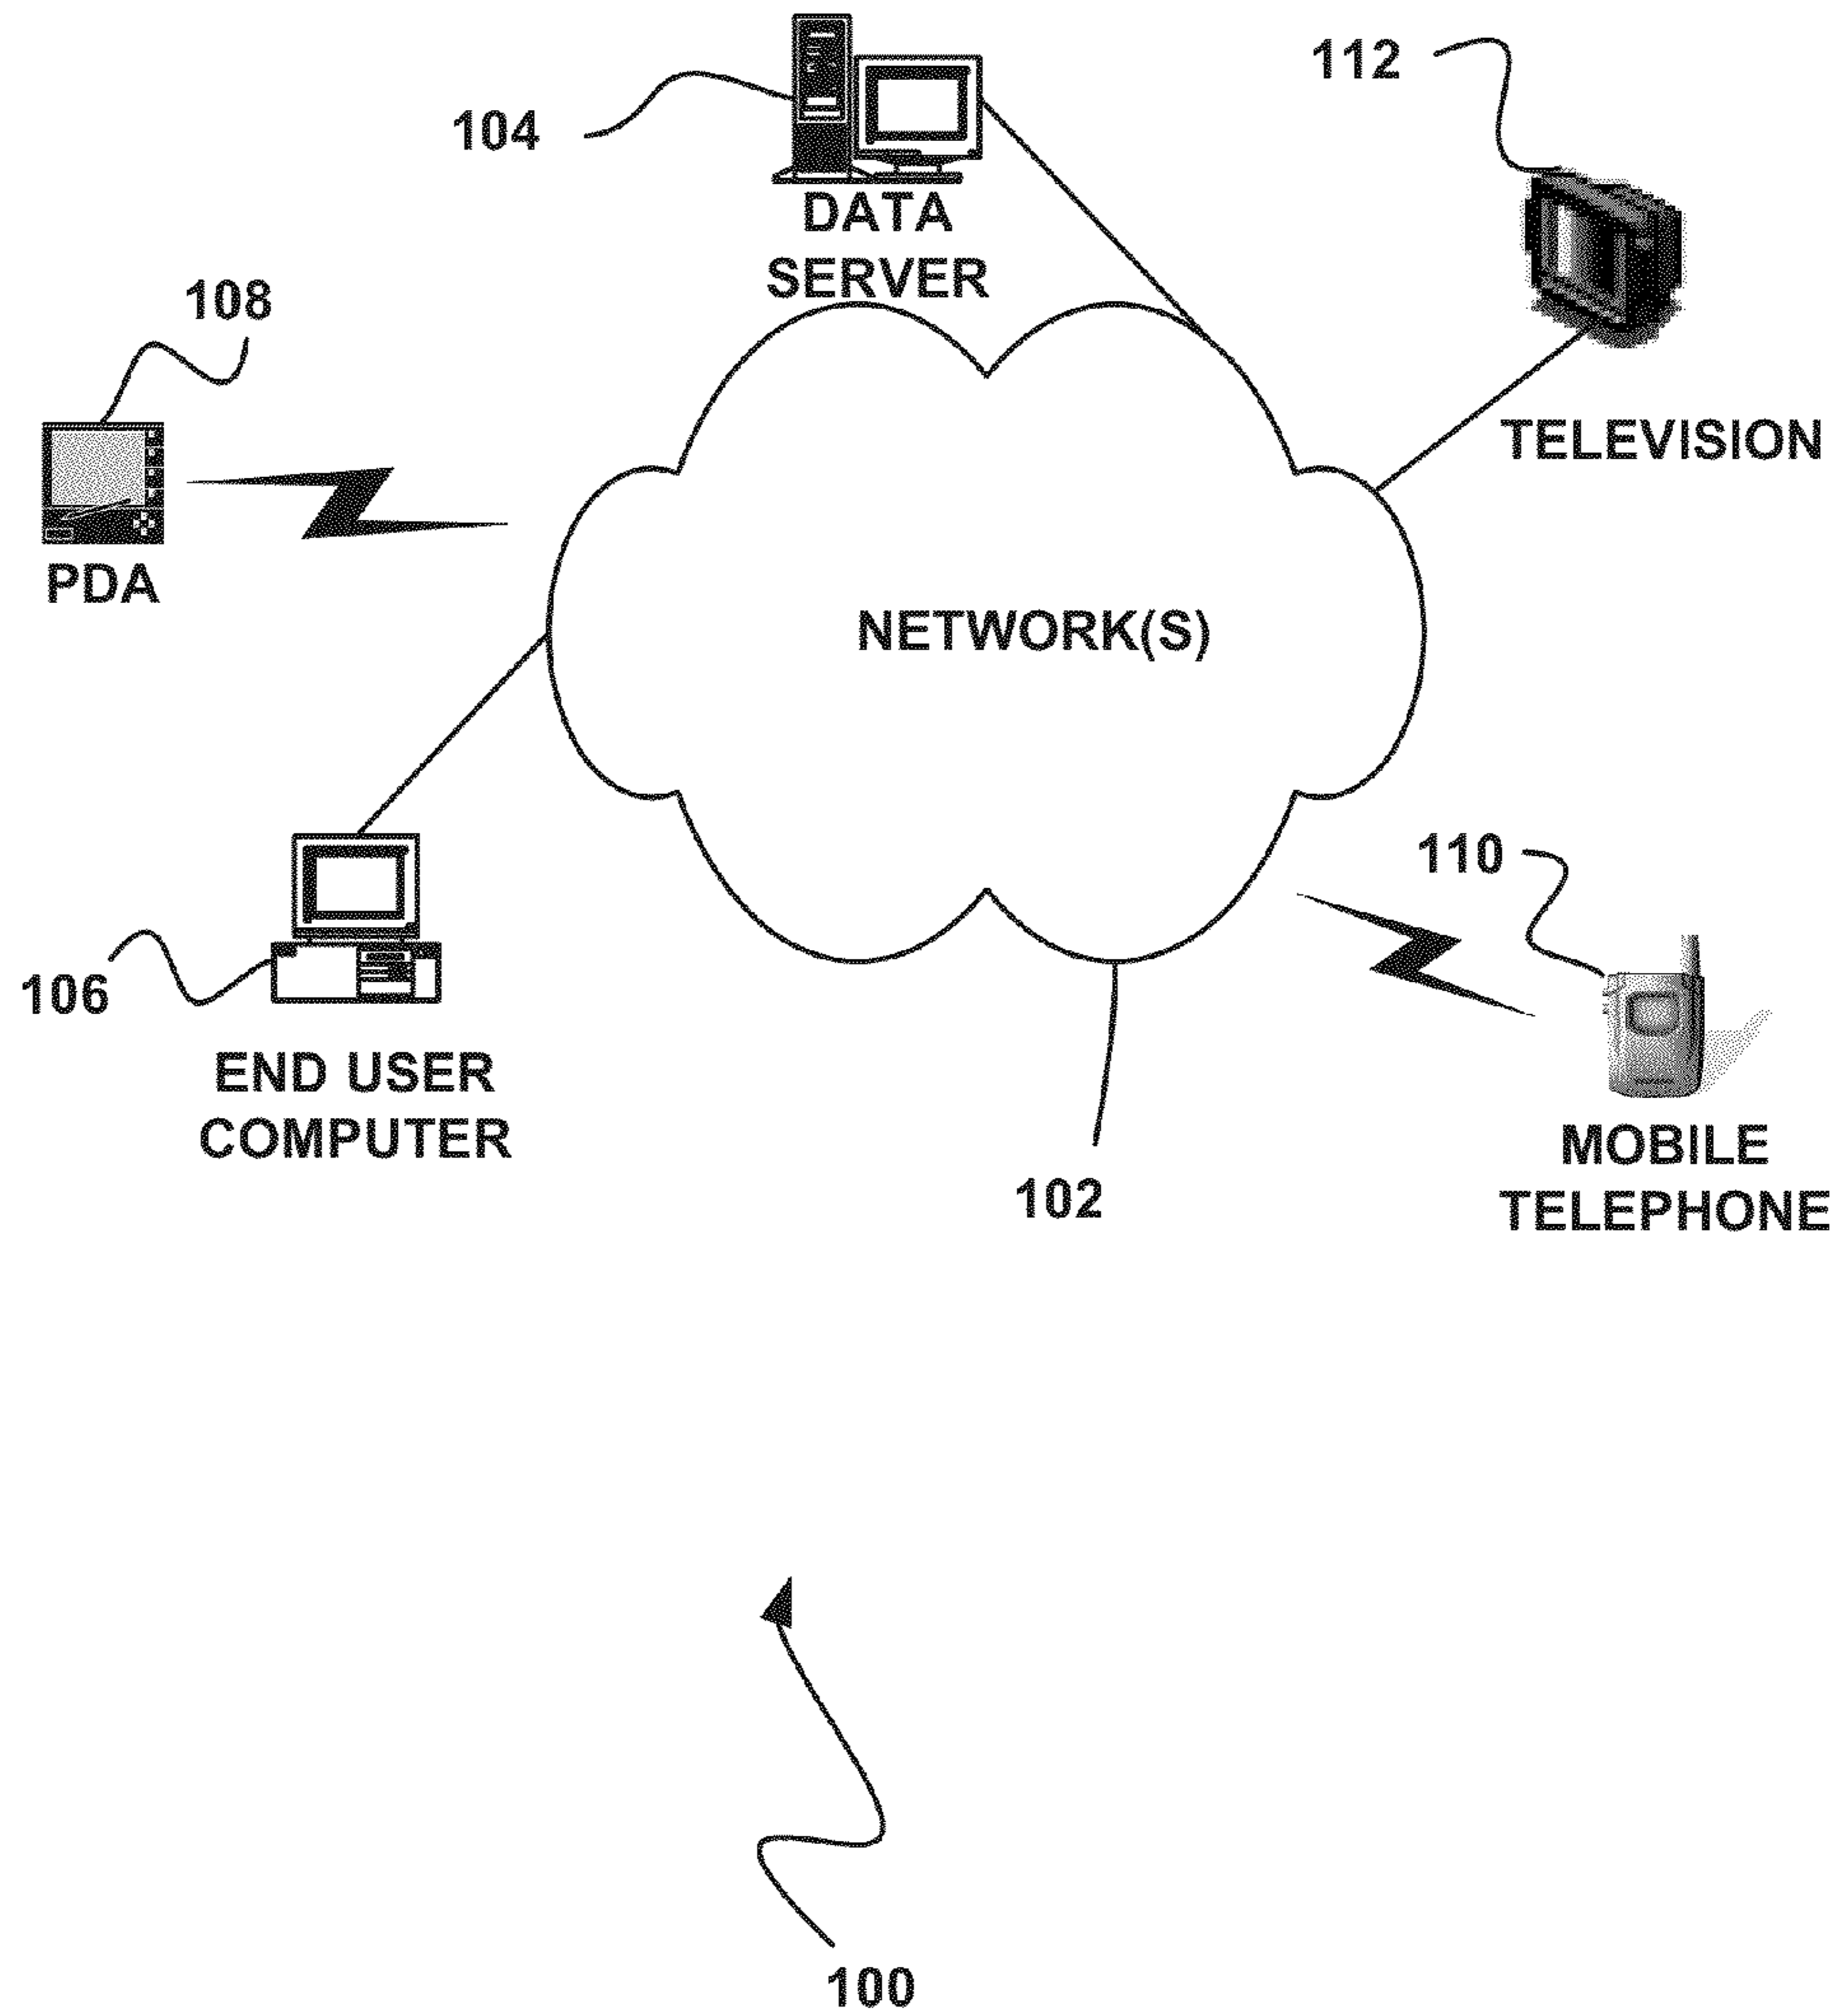 112
104
DATA
SERVER
108
TELEVISION
PDA
NETWORK(S)
110
106
END USER
COMPUTER
102
MOBILE
TELEPHONE
100